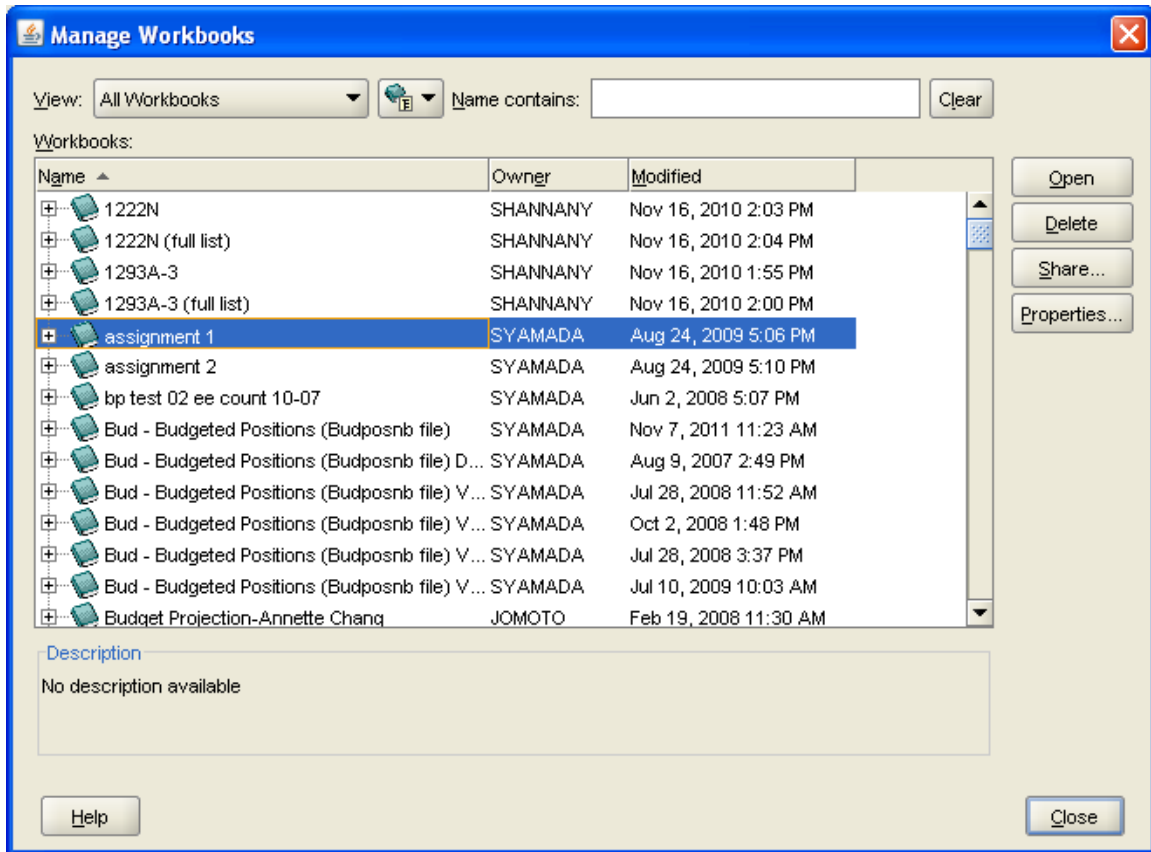 Manage Workbooks
View: All Workbooks E Name contains: Clear
Workbooks:
Name Owner Modified
Open
1222N SHANNANY Nov 16, 2010 2:03 PM
Delete
1222N (full list) SHANNANY Nov 16, 2010 2:04 PM
Share...
1293A-3 SHANNANY Nov 16, 2010 1:55 PM
1293A-3 (full list) SHANNANY Nov 16, 2010 2:00 PM
Properties...
assignment 1 SYAMADA Aug 24, 2009 5:06 PM
assignment 2 SYAMADA Aug 24, 2009 5:10 PM
bp test 02 ee count 10-07 SYAMADA Jun 2, 2008 5:07 PM
Bud - Budgeted Positions (Budposnb file) SYAMADA Nov 7, 2011 11:23 AM
Bud - Budgeted Positions (Budposnb file) D... SYAMADA Aug 9, 2007 2:49 PM
Bud - Budgeted Positions (Budposnb file) V... SYAMADA Jul 28, 2008 11:52 AM
Bud - Budgeted Positions (Budposnb file) V... SYAMADA Oct 2, 2008 1:48 PM
Bud - Budgeted Positions (Budposnb file) V... SYAMADA Jul 28, 2008 3:37 PM
Bud - Budgeted Positions (Budposnb file) V... SYAMADA Jul 10, 2009 10:03 AM
Budget Projection-Annette Chang JOMOTO Feb 19, 2008 11:30 AM
Description
No description available
Help Close